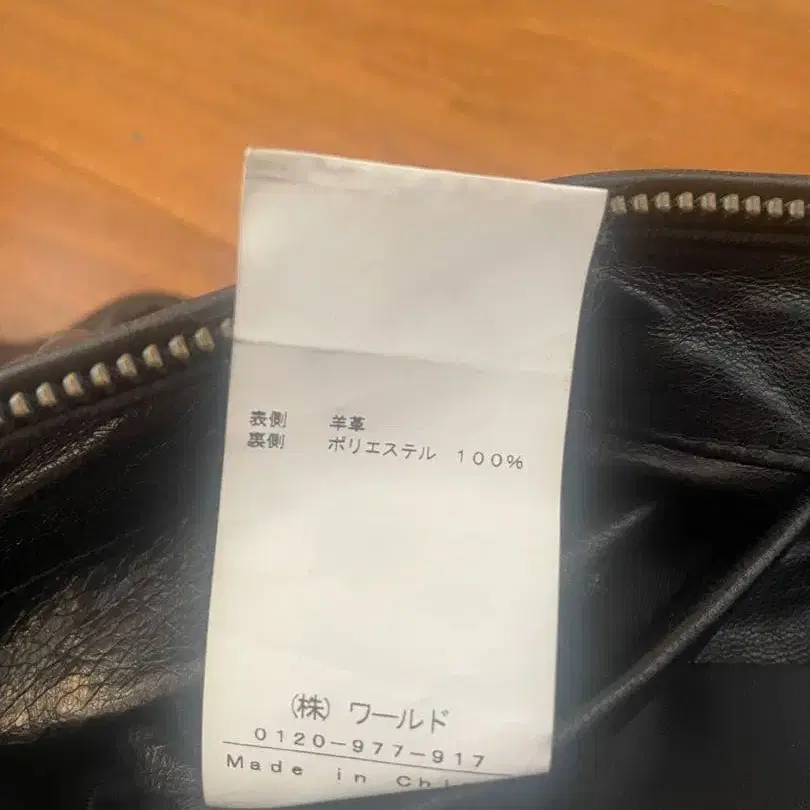 表側 羊革
裏側 ポリエステル 100%
(株) ワールド
0120-977-917
Made in